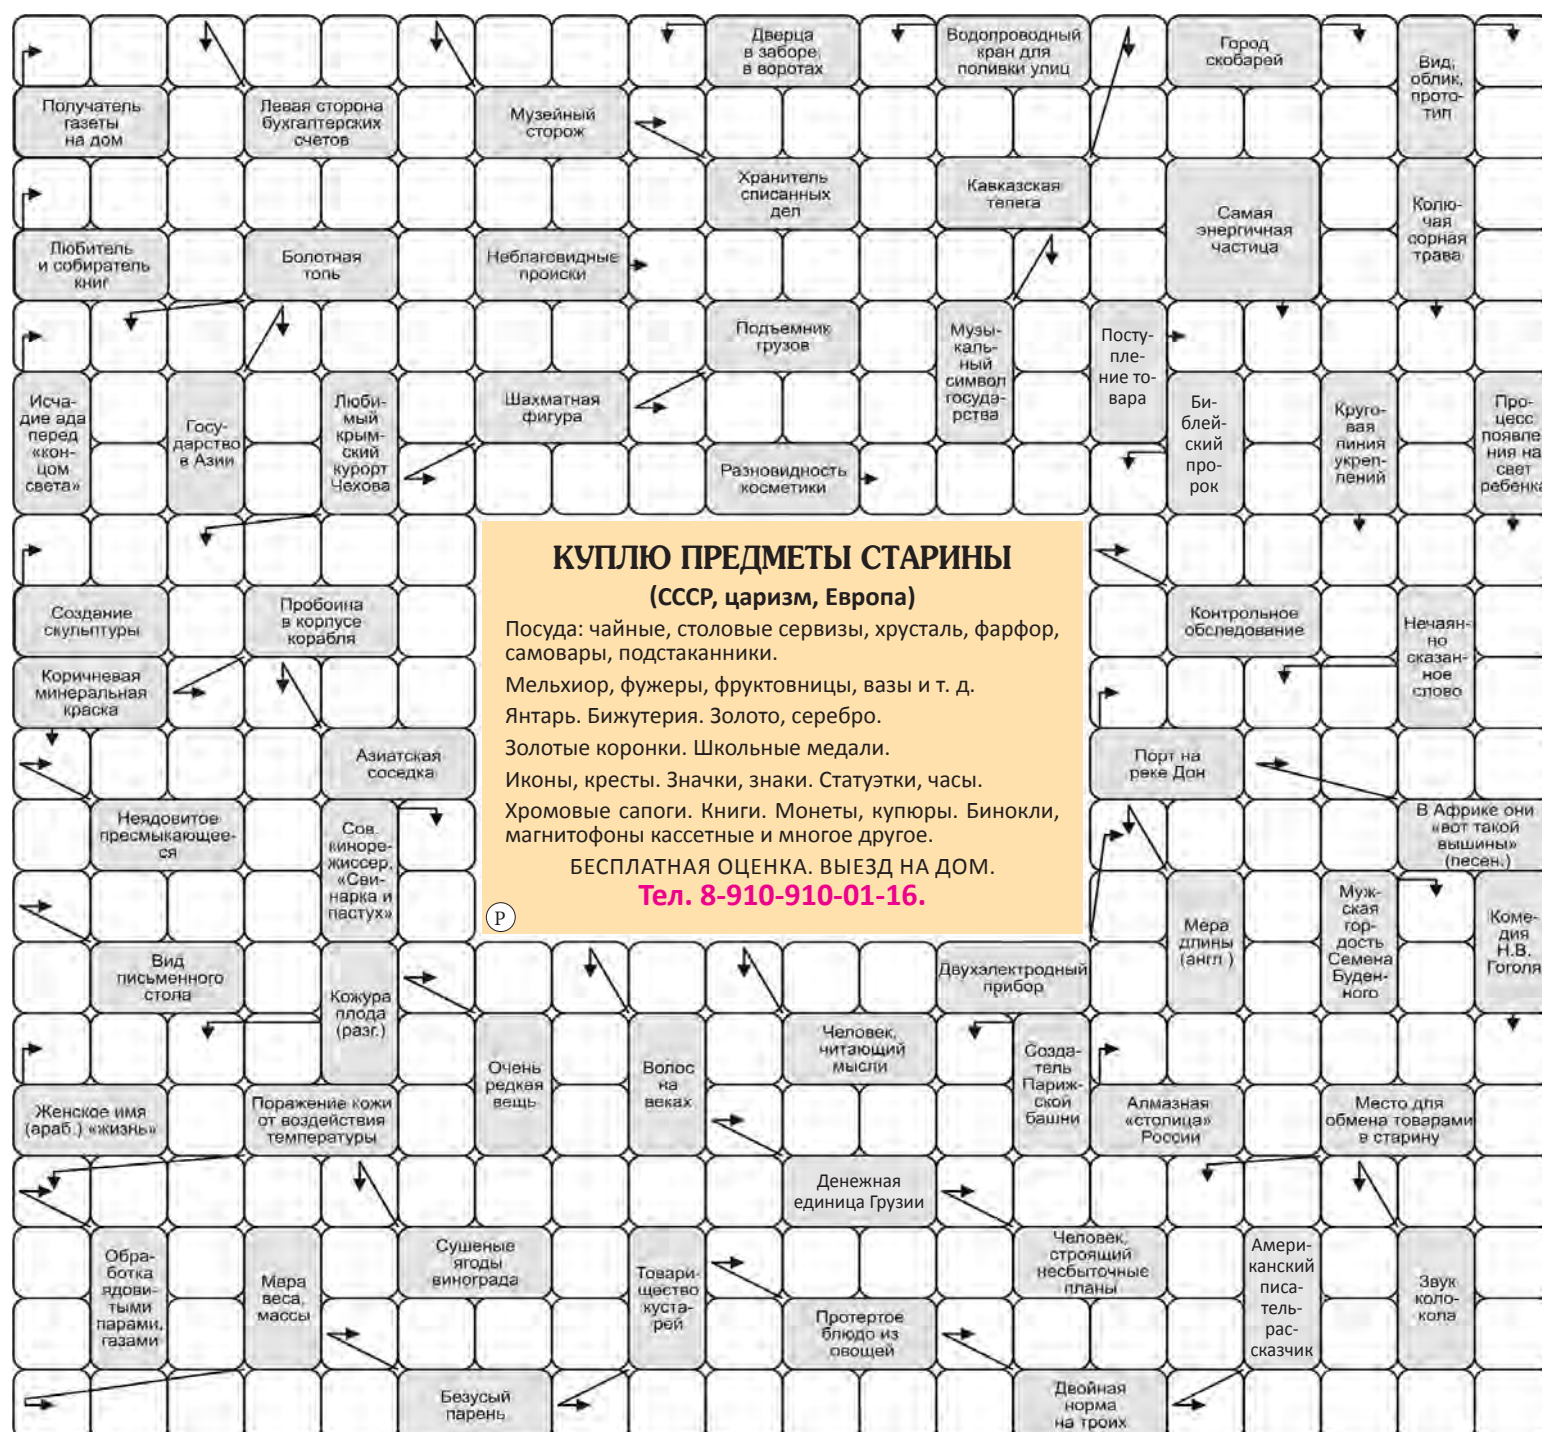 Дверца
в заборе,
в воротах
Водопроводный
кран для
поливки улиц
Город
скобарей
Вид,
облик,
прото-
тип
Получатель
газеты
на дом
Левая сторона
бухгалтерских
счетов
Музейный
сторож
Хранитель
списанных
дел
Кавказская
телега
Самая
энергичная
частица
Колю-
чая
сорная
трава
Любитель
и собиратель
книг
Болотная
топь
Неблаговидные
происки
Подъемник
грузов
Музы-
каль-
ный
символ
госуда-
рства
Посту-
пле-
ние то-
вара
Исча-
дие ада
перед
«кон-
цом
света»
Госу-
дарство
в Азии
Люби-
мый
крым-
ский
курорт
Чехова
Шахматная
фигура
Би-
блей-
ский
про-
рок
Круго-
вая
линия
укреп-
лений
Про-
цесс
появле-
ния на
свет
ребенка
Разновидность
косметики
КУПЛЮ ПРЕДМЕТЫ СТАРИНЫ
(СССР, царизм, Европа)
Посуда: чайные, столовые сервизы, хрусталь, фарфор,
самовары, подстаканники.
Мельхиор, фужеры, фруктовницы, вазы и т. д.
Янтарь. Бижутерия. Золото, серебро.
Золотые коронки. Школьные медали.
Иконы, кресты. Значки, знаки. Статуэтки, часы.
Хромовые сапоги. Книги. Монеты, купюры. Бинокли,
магнитофоны кассетные и многое другое.
БЕСПЛАТНАЯ ОЦЕНКА. ВЫЕЗД НА ДОМ.
Тел. 8-910-910-01-16.
Р
Создание
скульптуры
Пробоина
в корпусе
корабля
Контрольное
обследование
Нечаян-
но
сказан-
ное
слово
Коричневая
минеральная
краска
Азиатская
соседка
Порт на
реке Дон
Неядовитое
пресмыкающее-
ся
Сов.
киноре-
жиссер,
«Сви-
нарка и
пастух»
В Африке они
«вот такой
вышины»
(песен.)
Мера
длины
(англ.)
Муж-
ская
гор-
дость
Семена
Буден-
ного
Коме-
дия
Н.В.
Гоголя
Вид
письменного
стола
Кожура
плода
(разг.)
Двухэлектродный
прибор
Очень
редкая
вещь
Волос
на
веках
Человек,
читающий
мысли
Созда-
тель
Париж-
ской
башни
Женское имя
(араб.) «жизнь»
Поражение кожи
от воздействия
температуры
Алмазная
«столица»
России
Место для
обмена товарами
в старину
Денежная
единица Грузии
Обра-
ботка
ядови-
тыми
парами,
газами
Мера
веса,
массы
Сушеные
ягоды
винограда
Товари-
щество
куста-
рей
Человек,
строящий
несбыточные
планы
Амери-
канский
писа-
тель-
рас-
сказчик
Звук
коло-
кола
Протертое
блюдо из
овощей
Безусый
парень
Двойная
норма
на троих